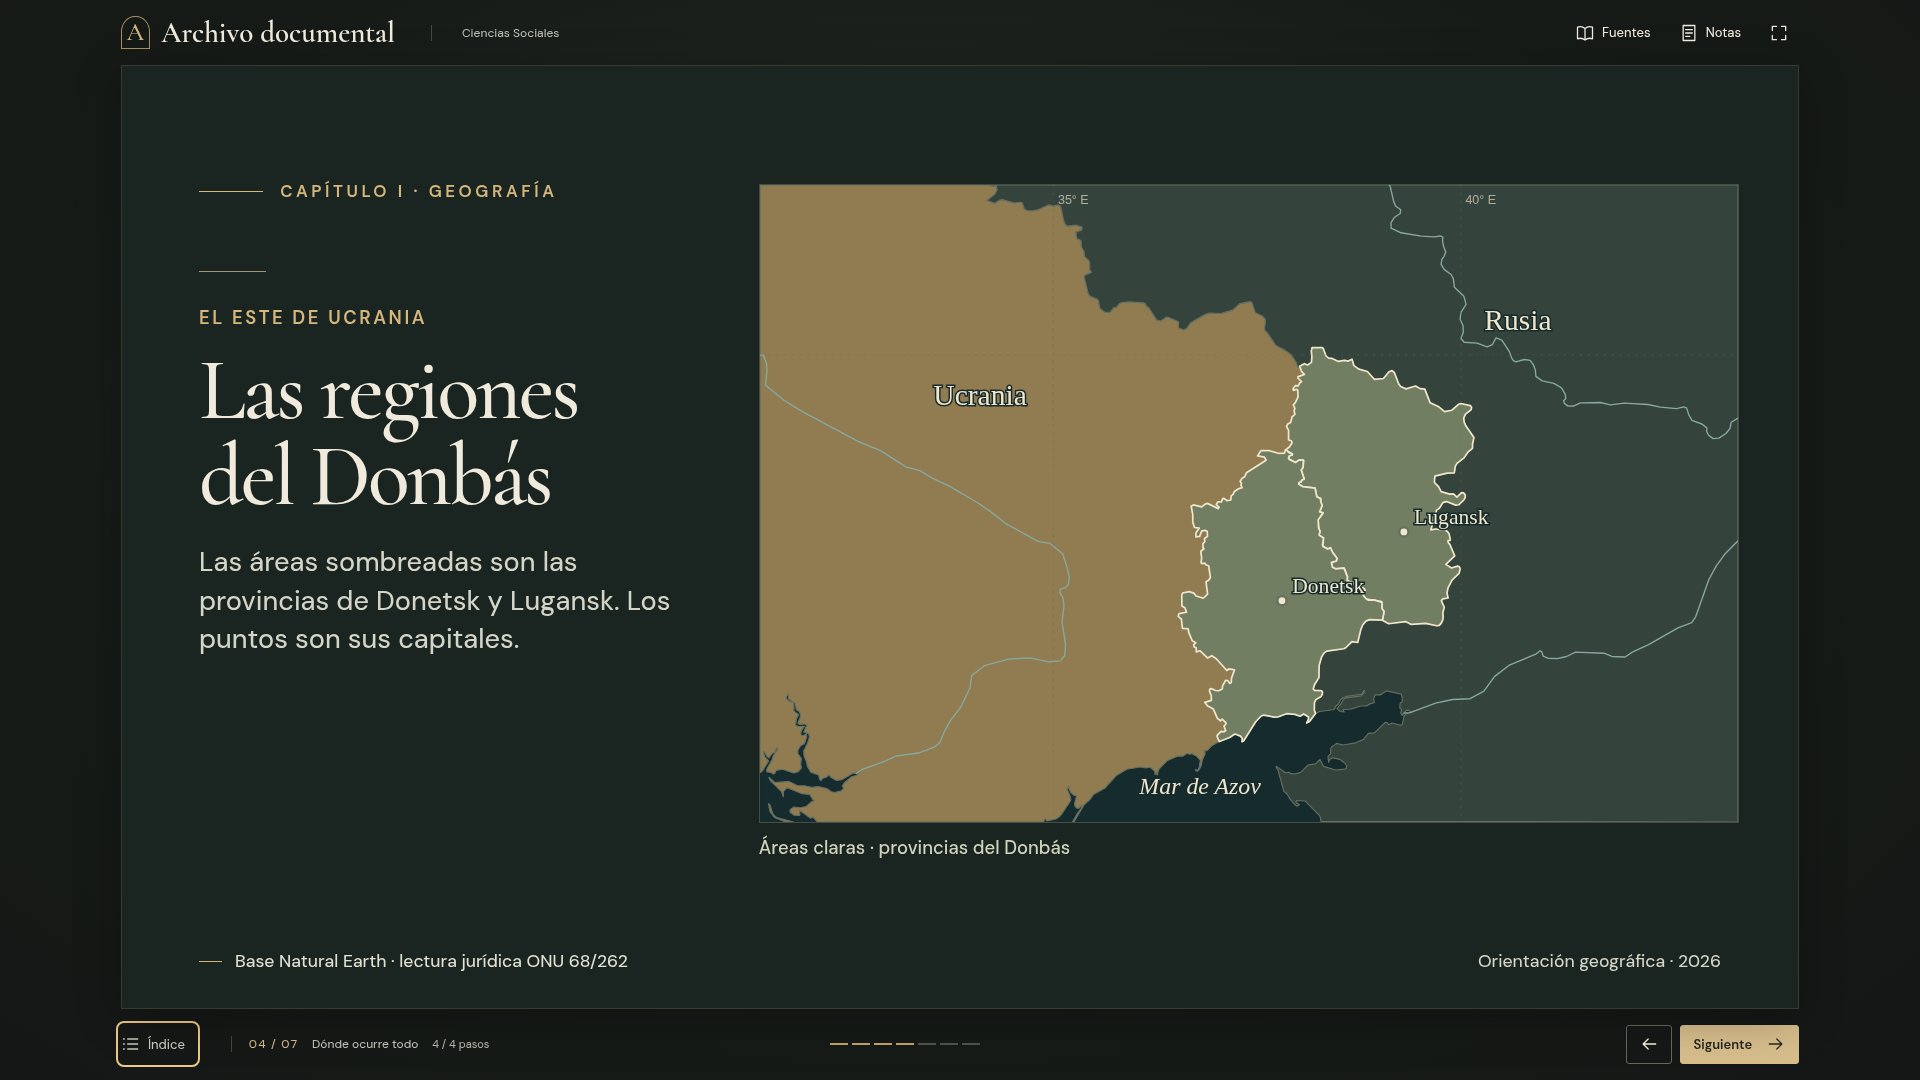 A Archivo documental
Ciencias Sociales
Fuentes
Notas
CAPÍTULO I · GEOGRAFÍA
EL ESTE DE UCRANIA
Las regiones
del Donbás
Las áreas sombreadas son las
provincias de Donetsk y Lugansk. Los
puntos son sus capitales.
35° E
40° E
Rusia
Ucrania
Lugansk
Donetsk
Mar de Azov
Áreas claras · provincias del Donbás
Base Natural Earth · lectura jurídica ONU 68/262
Orientación geográfica · 2026
Índice
04 / 07
Dónde ocurre todo
4 / 4 pasos
Siguiente